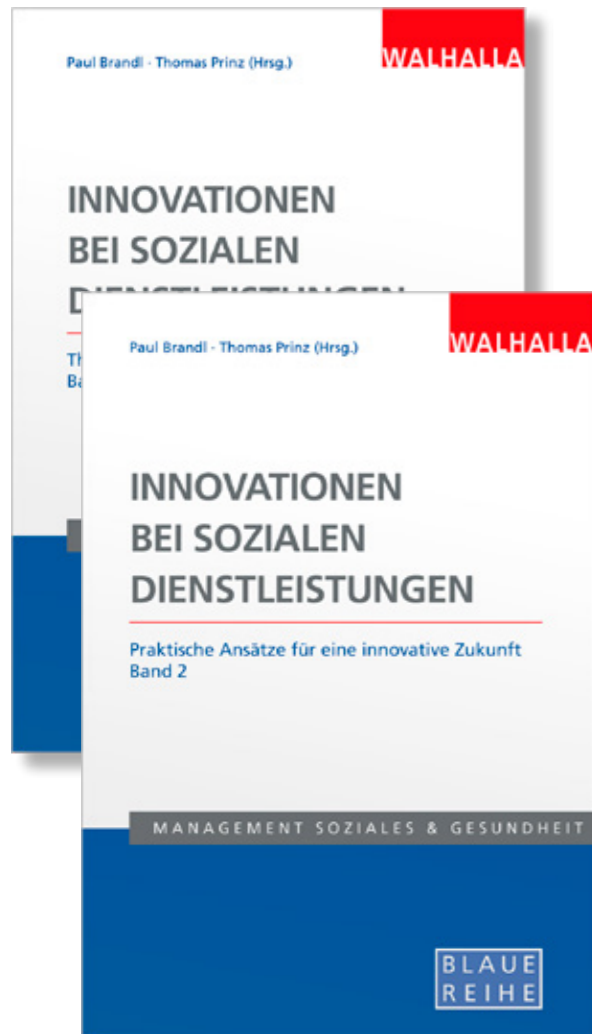 Paul Brandl · Thomas Prinz (Hrsg.)
WALHALLA
INNOVATIONEN
BEI SOZIALEN
DIENSTLEISTUNGEN
Paul Brandl · Thomas Prinz (Hrsg.)
WALHALLA
INNOVATIONEN
BEI SOZIALEN
DIENSTLEISTUNGEN
Praktische Ansätze für eine innovative Zukunft
Band 2
MANAGEMENT SOZIALES & GESUNDHEIT
BLAUE
REIHE